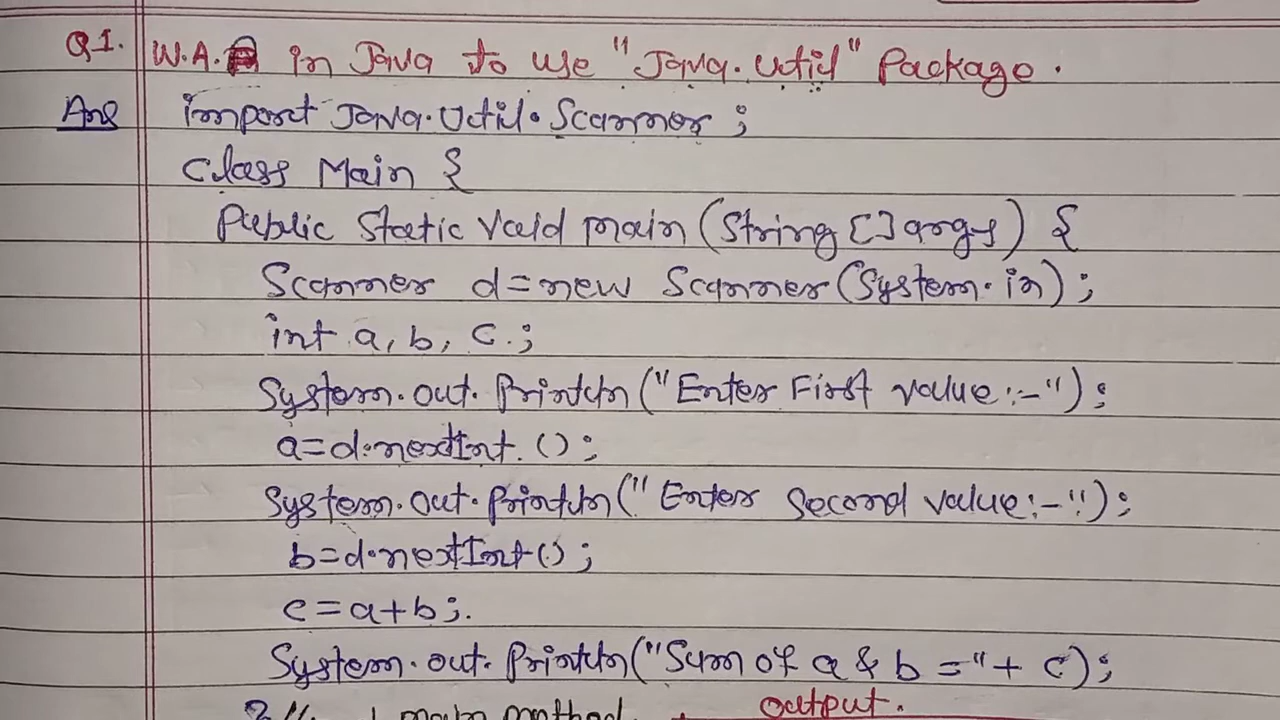 Q1. W.A.P in Java to use "Java.util" Package.
Ans import Java.util.Scanner;
Class Main {
Public Static Void main (String [] args) {
Scanner d=new Scanner(System.in);
int a, b, c.;
System.out.Println("Enter First value:-");
a=d.nextInt.();
System.out.Println("Enter Second value:-");
b=d.nextInt();
c=a+b;.
System.out.Println("Sum of a & b ="+ c);
main method. output.